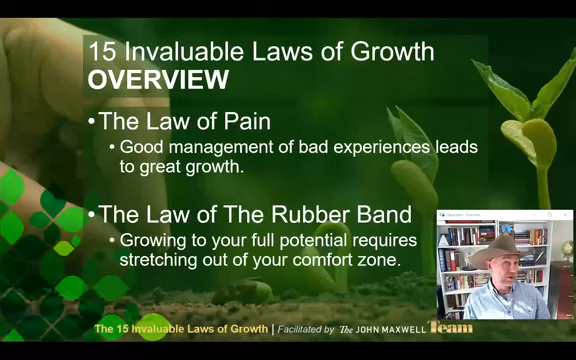 15 Invaluable Laws of Growth
OVERVIEW
•The Law of Pain
• Good management of bad experiences leads
to great growth.
•The Law of The Rubber Band
• Growing to your full potential requires
stretching out of your comfort zone.
The 15 Invaluable Laws of Growth | Facilitated by The JOHN MAXWELL Team